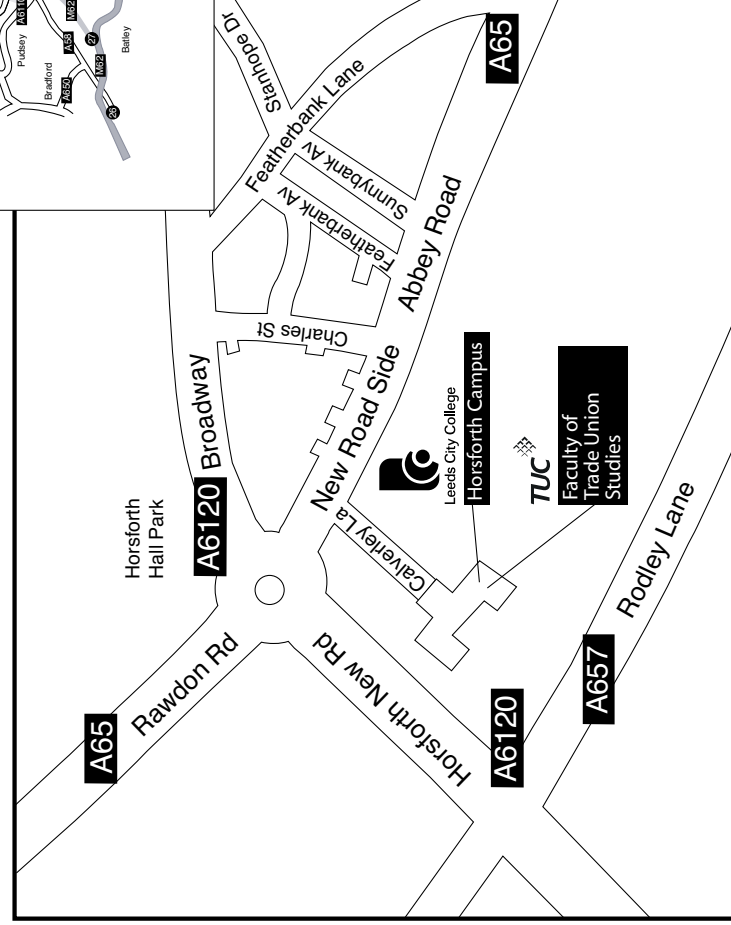 A6110
Pudsey
Bradford
A650
A58
M62
27
M62
26
Batley
Stanhope Dr
Featherbank Lane
A65
Sunnybank Av
Featherbank Av
Abbey Road
Charles St
Broadway
New Road Side
Horsforth
Hall Park
A6120
Calverley La
Leeds City College
Horsforth Campus
TUC
Faculty of
Trade Union
Studies
Rawdon Rd
A65
Horsforth New Rd
A6120
A657
Rodley Lane